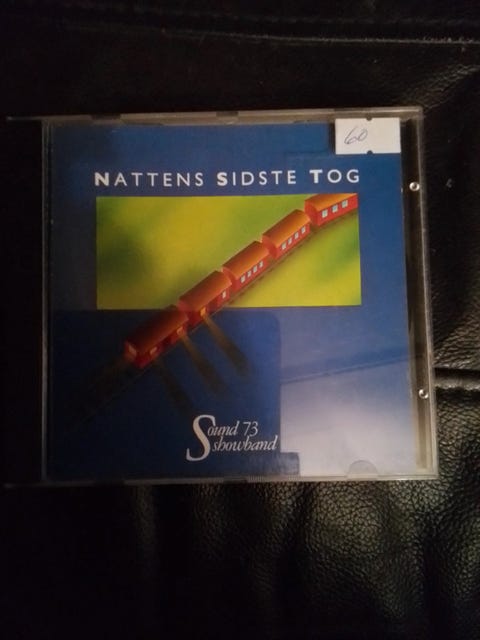 60
NATTENS SIDSTE TOG
Sound 73
showband